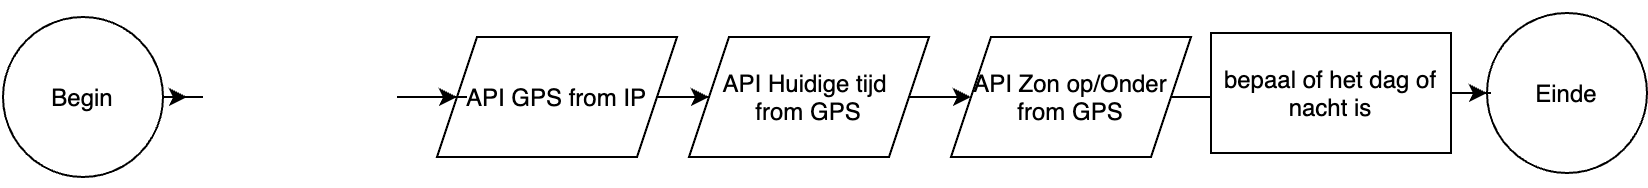 Begin
API GPS from IP
API Huidige tijd
from GPS
API Zon op/Onder
from GPS
bepaal of het dag of
nacht is
Einde